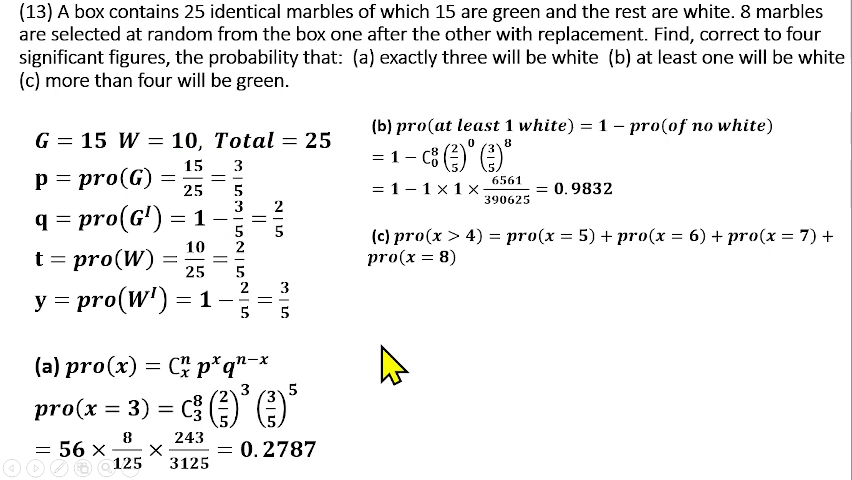 (13) A box contains 25 identical marbles of which 15 are green and the rest are white. 8 marbles
are selected at random from the box one after the other with replacement. Find, correct to four
significant figures, the probability that: (a) exactly three will be white (b) at least one will be white
(c) more than four will be green.
G = 15 W = 10, Total = 25
p = pro(G) = 15/25 = 3/5
q = pro(G^I) = 1 − 3/5 = 2/5
t = pro(W) = 10/25 = 2/5
y = pro(W^I) = 1 − 2/5 = 3/5
(a) pro(x) = C^n_x p^x q^(n−x)
pro(x = 3) = C^8_3 (2/5)^3 (3/5)^5
= 56 × 8/125 × 243/3125 = 0.2787
(b) pro(at least 1 white) = 1 − pro(of no white)
= 1 − C^8_0 (2/5)^0 (3/5)^8
= 1 − 1 × 1 × 6561/390625 = 0.9832
(c) pro(x > 4) = pro(x = 5) + pro(x = 6) + pro(x = 7) +
pro(x = 8)